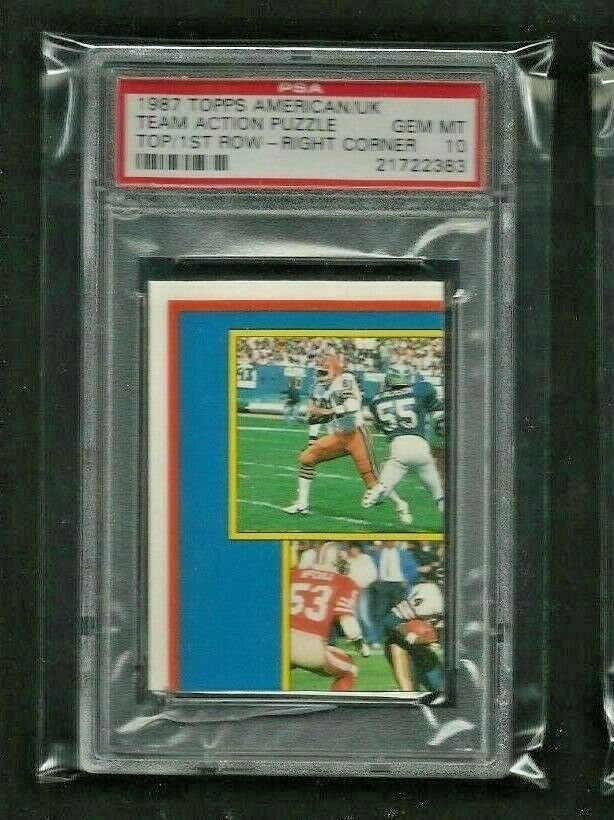 PSA
1987 TOPPS AMERICAN/UK
TEAM ACTION PUZZLE GEM MT
TOP/1ST ROW-RIGHT CORNER 10
21722383
81
55
53